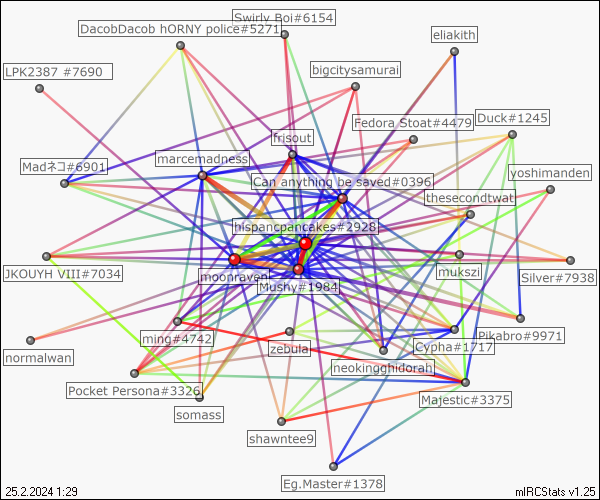 Swirly Boi#6154
DacobDacob hORNY police#5271
eliakith
LPK2387 #7690
bigcitysamurai
Fedora Stoat#4479
Duck#1245
frisout
marcemadness
Madネコ#6901
yoshimanden
Can anything be saved#0396
thesecondtwat
hispancpancakes#2928
mukszi
JKOUYH VIII#7034
moonraven
Silver#7938
Mushy#1984
ming#4742
Pikabro#9971
normalwan
zebula
Cypha#1717
neokingghidorah
Pocket Persona#3326
Majestic#3375
somass
shawntee9
Eg.Master#1378
25.2.2024 1:29
mIRCStats v1.25